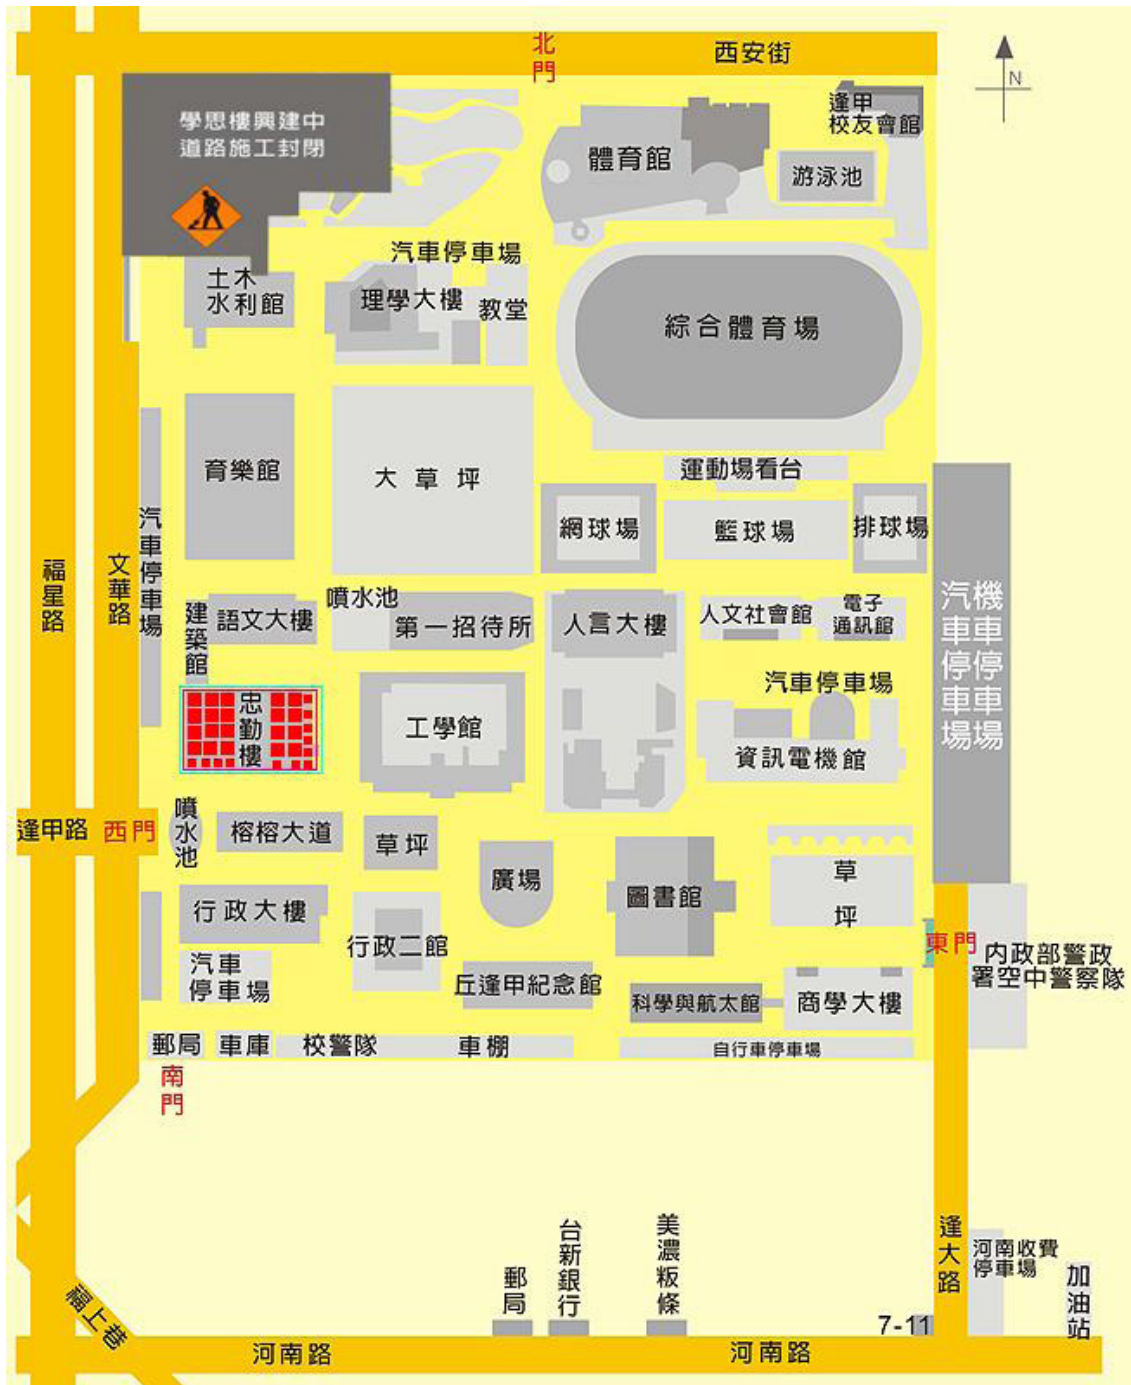 北
門
西安街
N
學思樓興建中
道路施工封閉
體育館
逢甲
校友會館
游泳池
汽車停車場
土木
水利館
理學大樓
教堂
綜合體育場
育樂館
大草坪
運動場看台
網球場
籃球場
排球場
福星路
文華路
汽車停車場
噴水池
建築館
語文大樓
第一招待所
人言大樓
人文社會館
電子
通訊館
汽車停車場
機車停車場
忠勤樓
工學館
汽車停車場
資訊電機館
逢甲路
西門
噴水池
榕榕大道
草坪
廣場
圖書館
草
坪
行政大樓
行政二館
東門
內政部警政
署空中警察隊
汽車
停車場
丘逢甲紀念館
科學與航太館
商學大樓
郵局
車庫
校警隊
車棚
自行車停車場
南
門
郵局
台新銀行
美濃粄條
逢大路
河南收費
停車場
加油站
7-11
福上巷
河南路
河南路